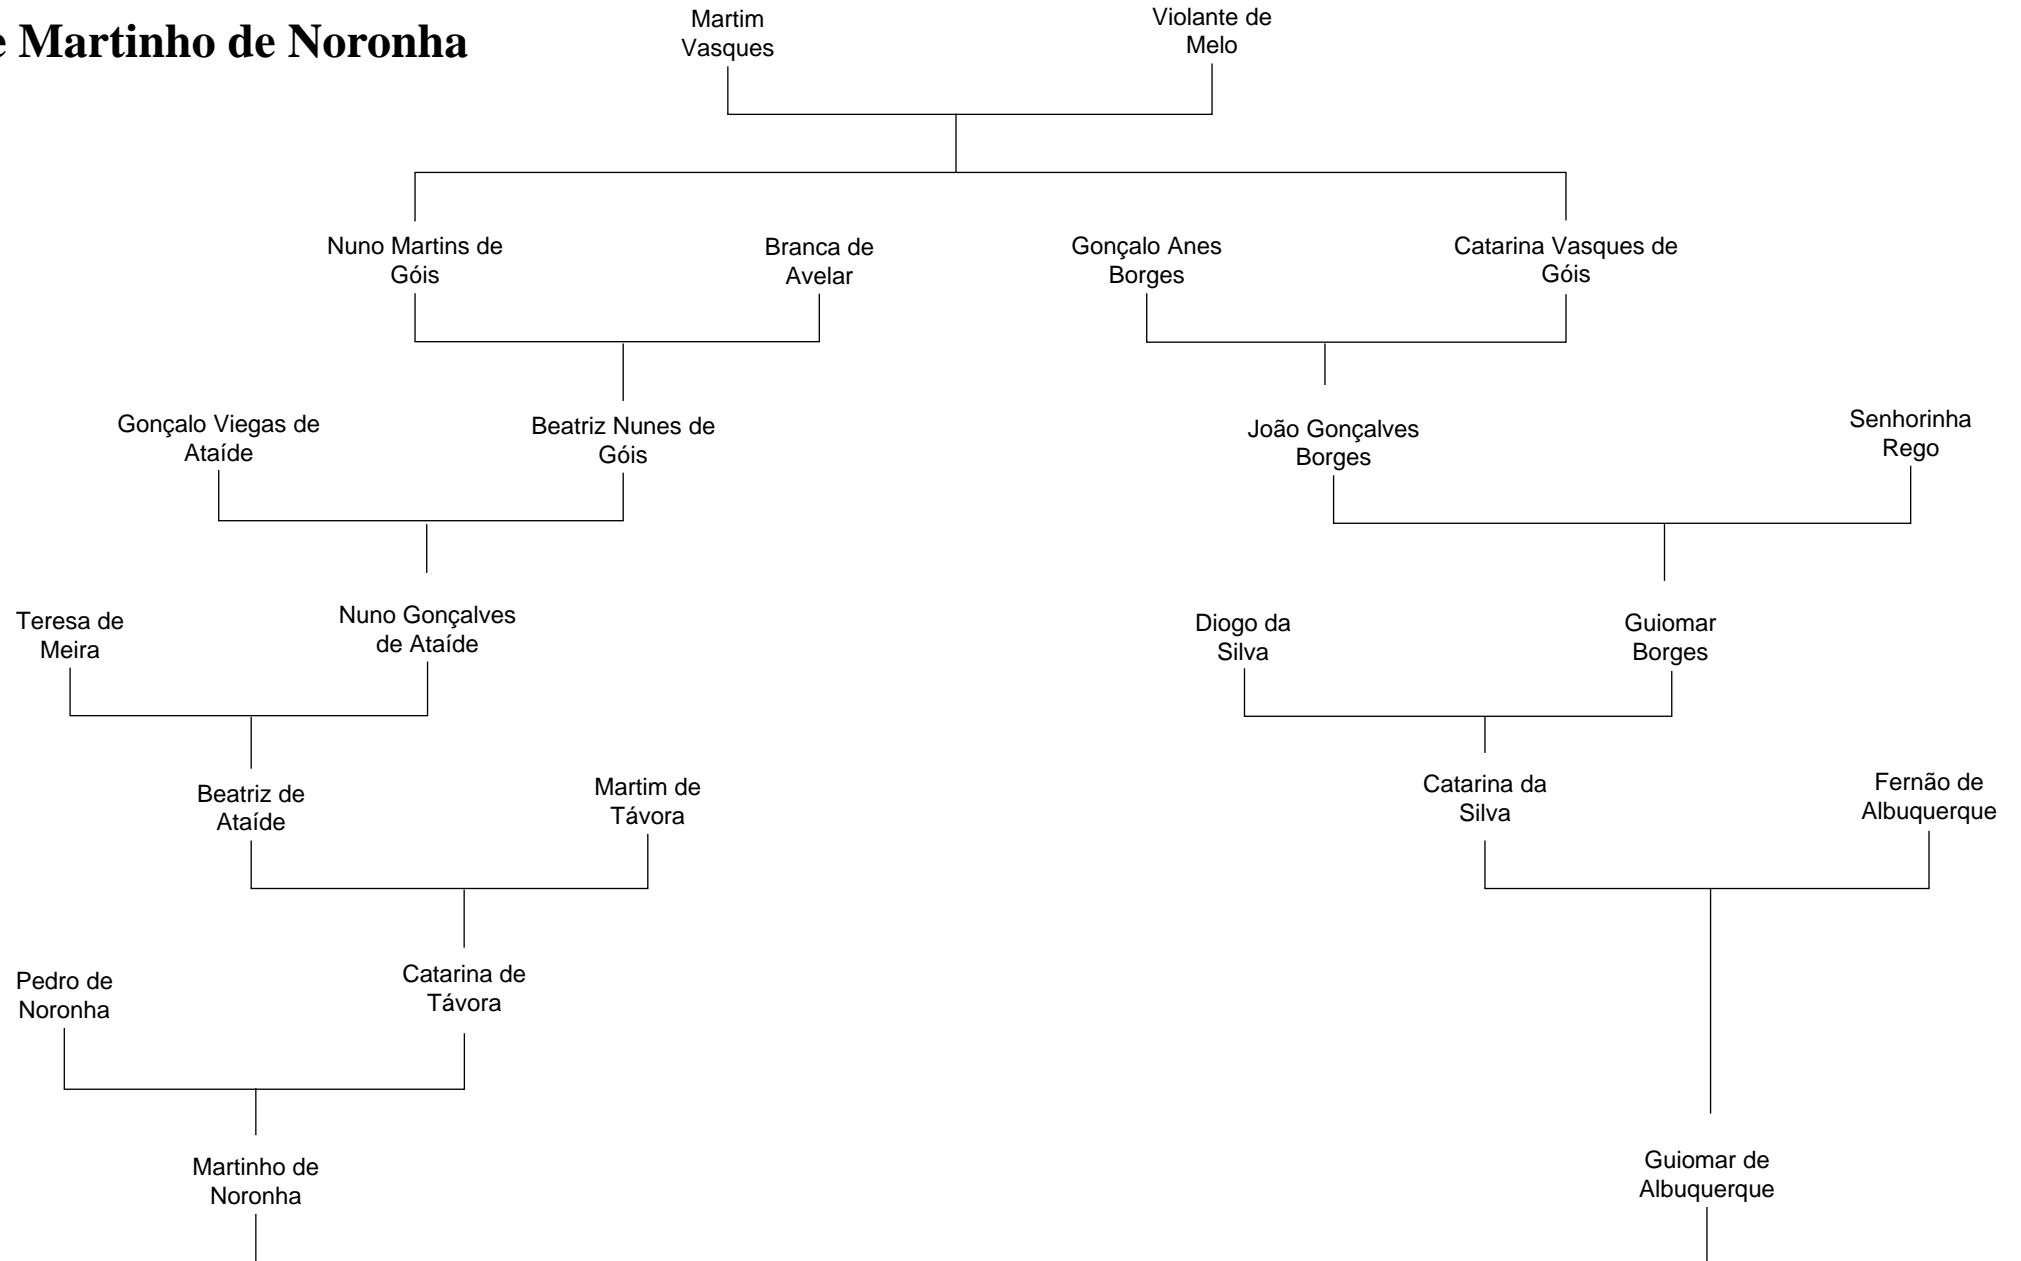 e Martinho de Noronha
Martim
Vasques
Violante de
Melo
Nuno Martins de
Góis
Branca de
Avelar
Gonçalo Anes
Borges
Catarina Vasques de
Góis
Gonçalo Viegas de
Ataíde
Beatriz Nunes de
Góis
João Gonçalves
Borges
Senhorinha
Rego
Teresa de
Meira
Nuno Gonçalves
de Ataíde
Diogo da
Silva
Guiomar
Borges
Beatriz de
Ataíde
Martim de
Távora
Catarina da
Silva
Fernão de
Albuquerque
Pedro de
Noronha
Catarina de
Távora
Martinho de
Noronha
Guiomar de
Albuquerque